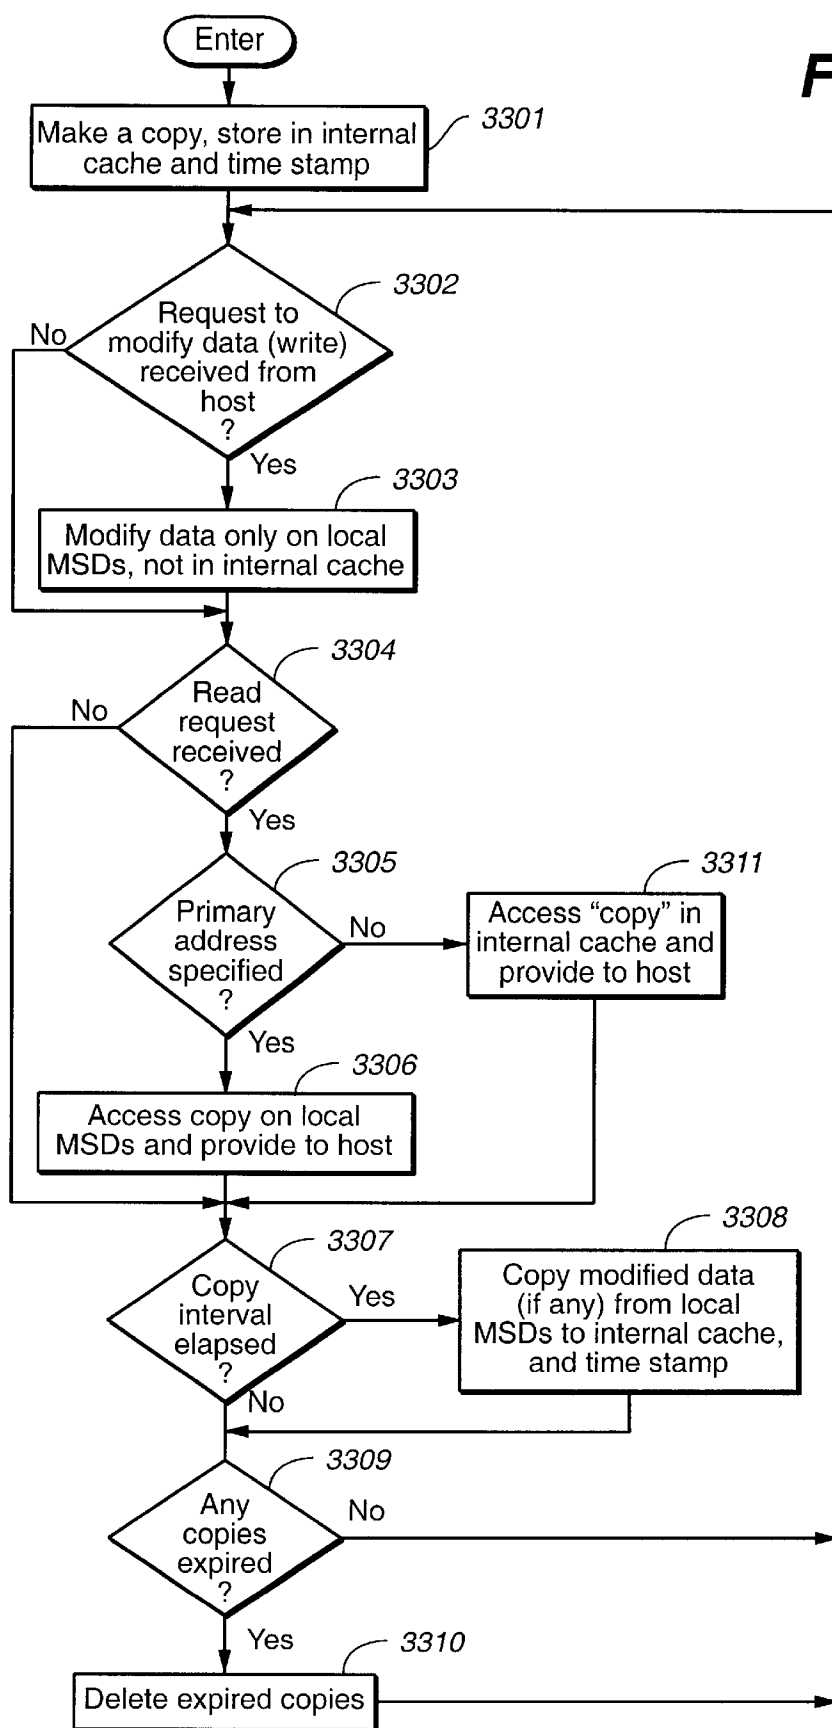 Enter
F
3301
Make a copy, store in internal
cache and time stamp
3302
Request to
modify data (write)
received from
host
?
No
Yes
3303
Modify data only on local
MSDs, not in internal cache
3304
Read
request
received
?
No
Yes
3305
Primary
address
specified
?
No
3311
Access “copy” in
internal cache and
provide to host
Yes
3306
Access copy on local
MSDs and provide to host
3307
Copy
interval
elapsed
?
Yes
3308
Copy modified data
(if any) from local
MSDs to internal cache,
and time stamp
No
3309
Any
copies
expired
?
No
Yes
3310
Delete expired copies